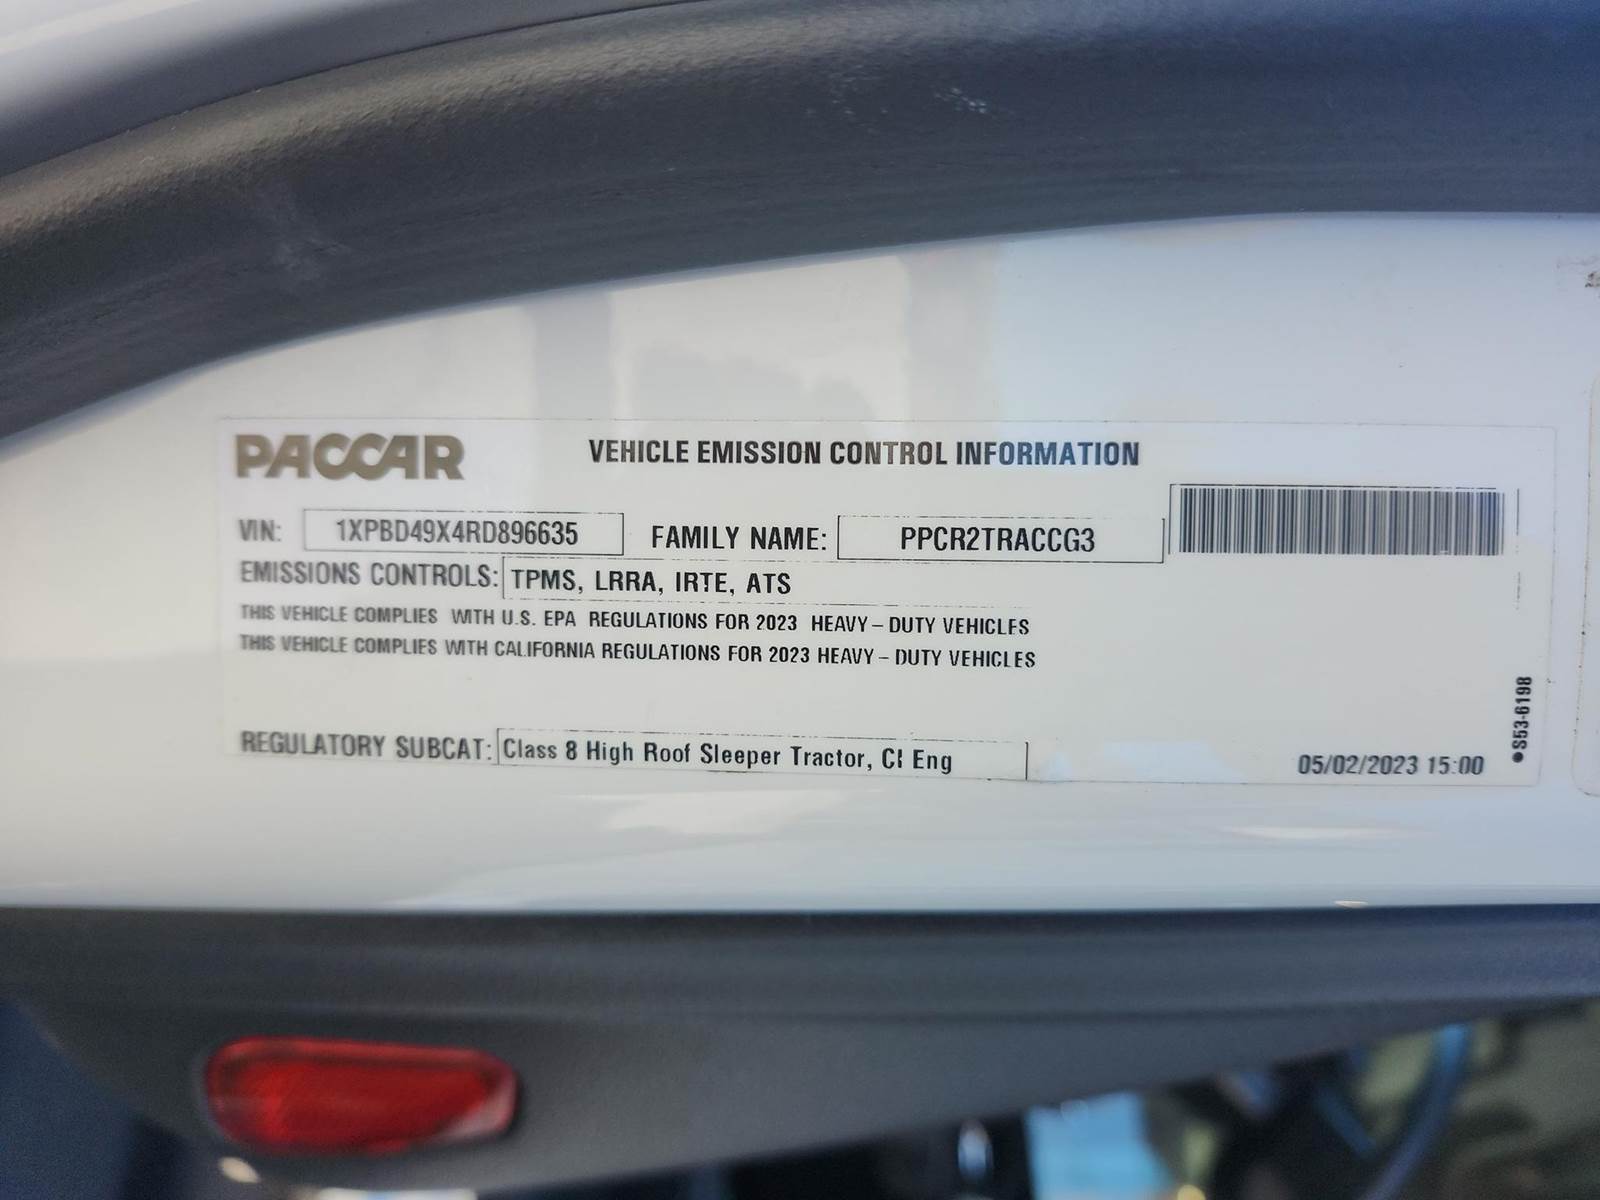 PACCAR
VEHICLE EMISSION CONTROL INFORMATION
VIN: 1XPBD49X4RD896635 FAMILY NAME: PPCR2TRACCG3
EMISSIONS CONTROLS: TPMS, LRRA, IRTE, ATS
THIS VEHICLE COMPLIES WITH U.S. EPA REGULATIONS FOR 2023 HEAVY-DUTY VEHICLES
THIS VEHICLE COMPLIES WITH CALIFORNIA REGULATIONS FOR 2023 HEAVY-DUTY VEHICLES
REGULATORY SUBCAT: Class 8 High Roof Sleeper Tractor, CI Eng
05/02/2023 15:00
●S53-6198